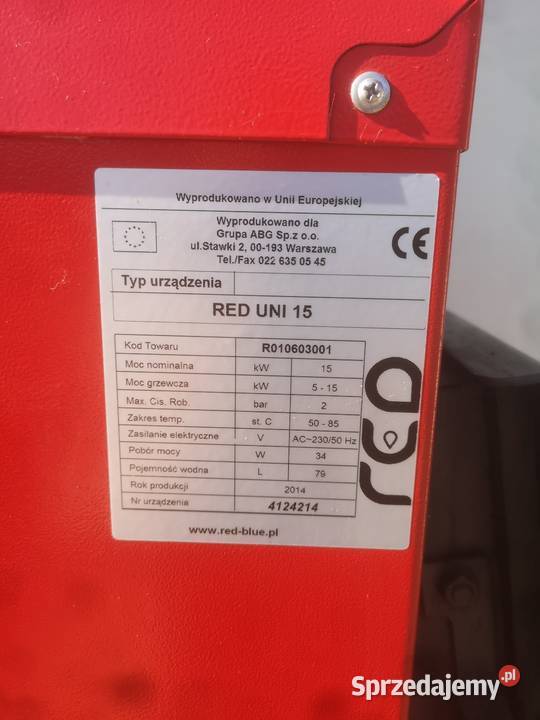 Wyprodukowano w Unii Europejskiej
Wyprodukowano dla
Grupa ABG Sp.z o.o.
ul.Stawki 2, 00-193 Warszawa
Tel./Fax 022 635 05 45
CE
Typ urządzenia
RED UNI 15
Kod Towaru R010603001
Moc nominalna kW 15
Moc grzewcza kW 5 - 15
Max. Cis. Rob. bar 2
Zakres temp. st. C 50 - 85
Zasilanie elektryczne V AC~230/50 Hz
Pobór mocy W 34
Pojemność wodna L 79
Rok produkcji 2014
Nr urządzenia 4124214
red
www.red-blue.pl
Sprzedajemy.pl